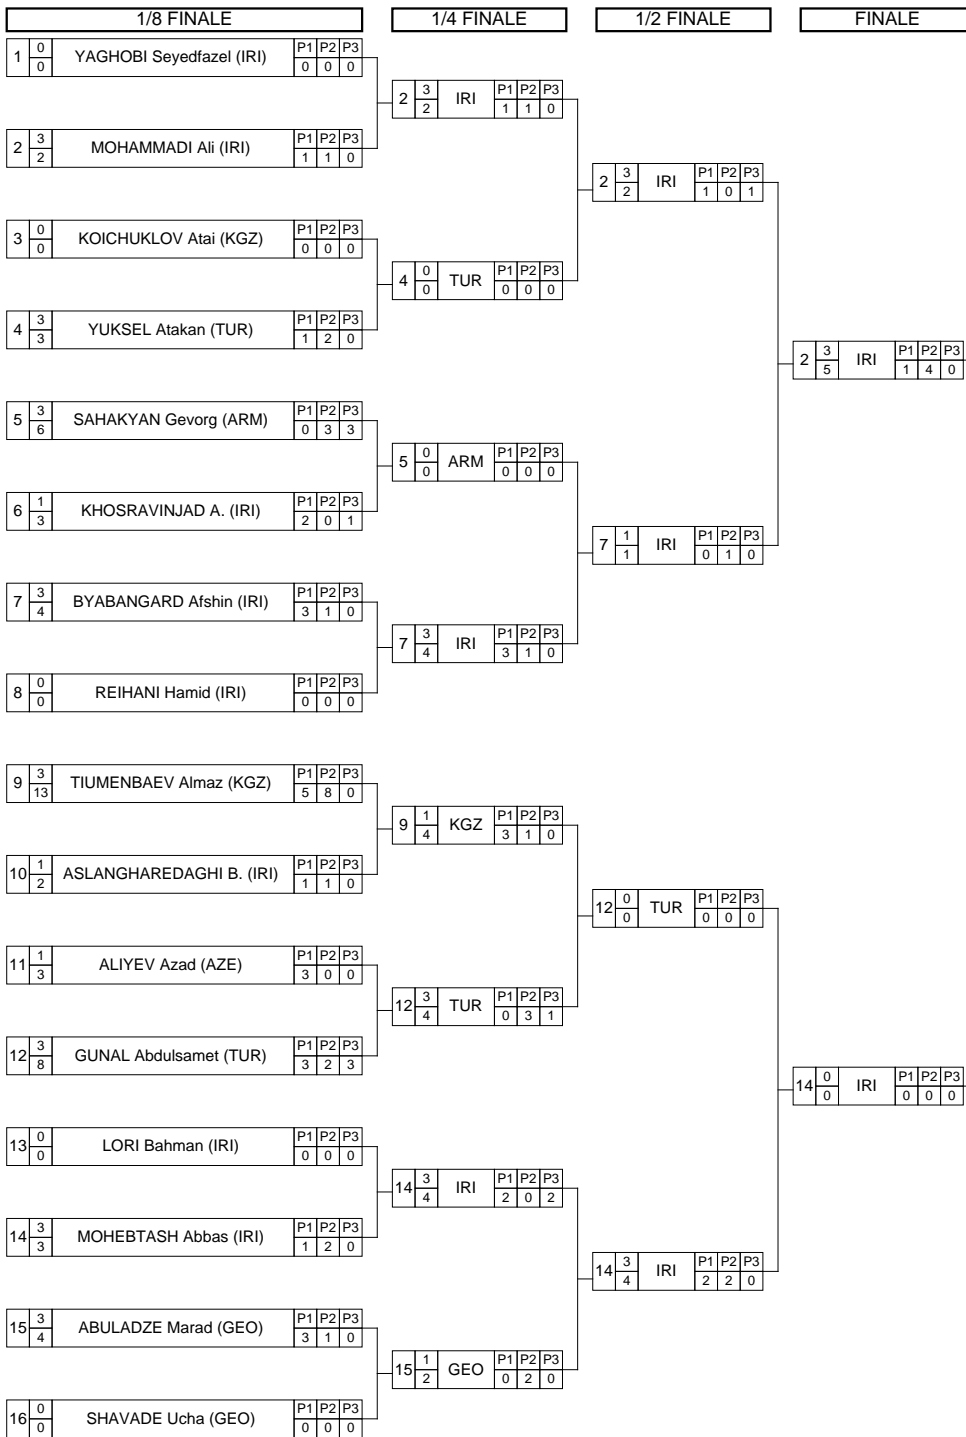 1/8 FINALE 1/4 FINALE 1/2 FINALE FINALE
1 0 0 YAGHOBI Seyedfazel (IRI) P1 P2 P3 0 0 0
2 3 2 IRI P1 P2 P3 1 1 0
2 3 2 MOHAMMADI Ali (IRI) P1 P2 P3 1 1 0
2 3 2 IRI P1 P2 P3 1 0 1
3 0 0 KOICHUKLOV Atai (KGZ) P1 P2 P3 0 0 0
4 0 0 TUR P1 P2 P3 0 0 0
4 3 3 YUKSEL Atakan (TUR) P1 P2 P3 1 2 0
2 3 5 IRI P1 P2 P3 1 4 0
5 3 6 SAHAKYAN Gevorg (ARM) P1 P2 P3 0 3 3
5 0 0 ARM P1 P2 P3 0 0 0
6 1 3 KHOSRAVINJAD A. (IRI) P1 P2 P3 2 0 1
7 1 1 IRI P1 P2 P3 0 1 0
7 3 4 BYABANGARD Afshin (IRI) P1 P2 P3 3 1 0
7 3 4 IRI P1 P2 P3 3 1 0
8 0 0 REIHANI Hamid (IRI) P1 P2 P3 0 0 0
9 3 13 TIUMENBAEV Almaz (KGZ) P1 P2 P3 5 8 0
9 1 4 KGZ P1 P2 P3 3 1 0
10 1 2 ASLANGHAREDAGHI B. (IRI) P1 P2 P3 1 1 0
12 0 0 TUR P1 P2 P3 0 0 0
11 1 3 ALIYEV Azad (AZE) P1 P2 P3 3 0 0
12 3 4 TUR P1 P2 P3 0 3 1
12 3 8 GUNAL Abdulsamet (TUR) P1 P2 P3 3 2 3
14 0 0 IRI P1 P2 P3 0 0 0
13 0 0 LORI Bahman (IRI) P1 P2 P3 0 0 0
14 3 4 IRI P1 P2 P3 2 0 2
14 3 3 MOHEBTASH Abbas (IRI) P1 P2 P3 1 2 0
14 3 4 IRI P1 P2 P3 2 2 0
15 3 4 ABULADZE Marad (GEO) P1 P2 P3 3 1 0
15 1 2 GEO P1 P2 P3 0 2 0
16 0 0 SHAVADE Ucha (GEO) P1 P2 P3 0 0 0